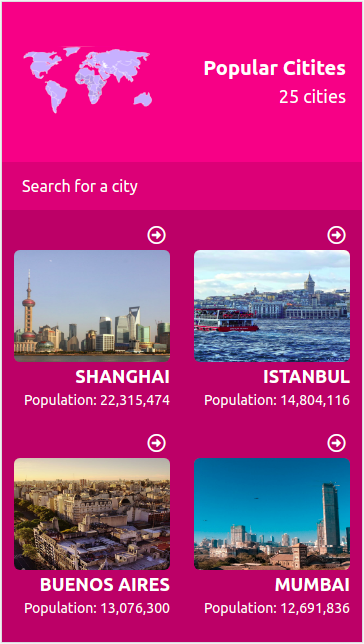 Popular Citites
25 cities
Search for a city
SHANGHAI
Population: 22,315,474
ISTANBUL
Population: 14,804,116
BUENOS AIRES
Population: 13,076,300
MUMBAI
Population: 12,691,836